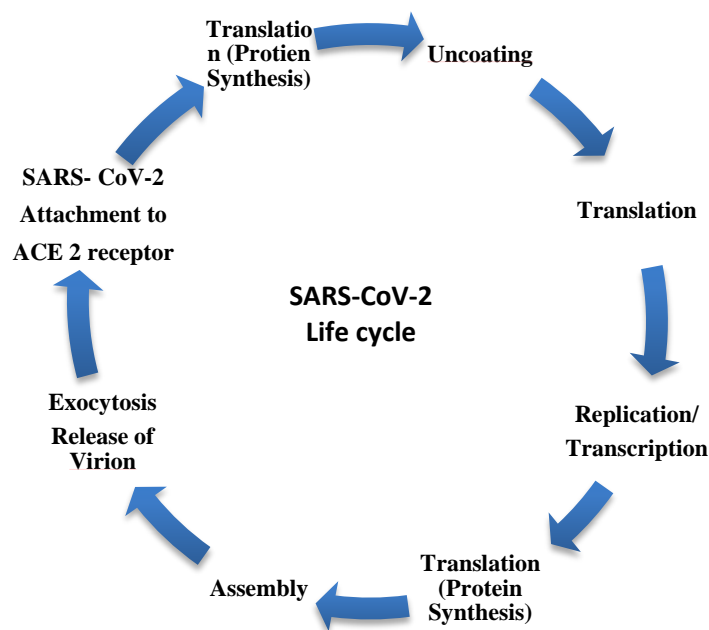 Translatio
n (Protien
Synthesis)
Uncoating
Translation
Replication/
Transcription
Translation
(Protein
Synthesis)
Assembly
Exocytosis
Release of
Virion
SARS- CoV-2
Attachment to
ACE 2 receptor
SARS-CoV-2
Life cycle